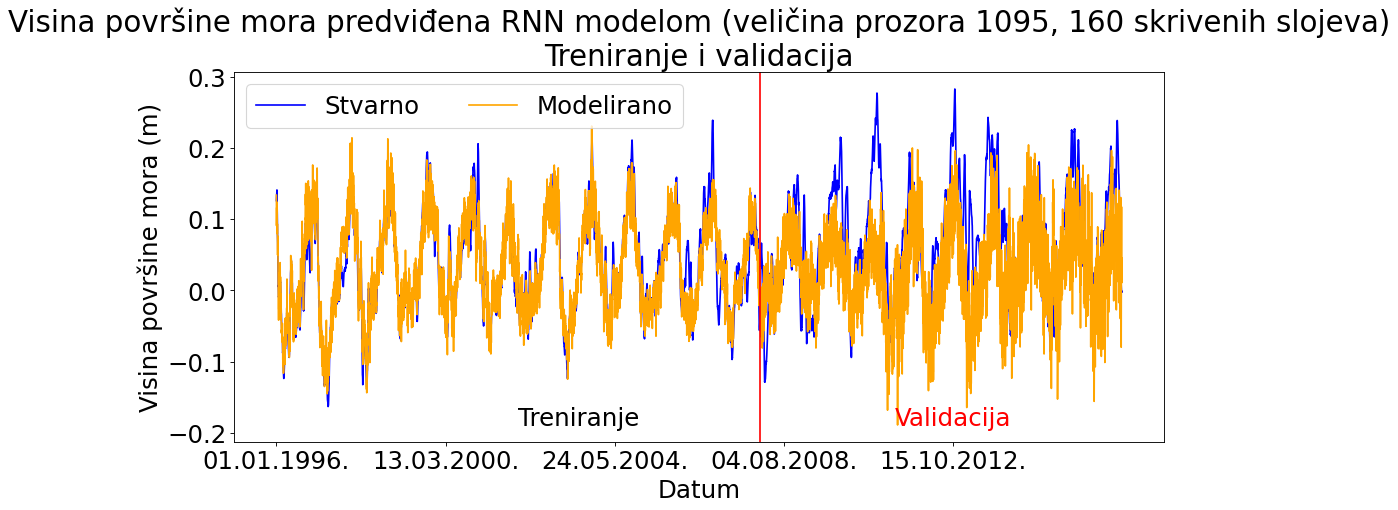 Visina površine mora predviđena RNN modelom (veličina prozora 1095, 160 skrivenih slojeva)
Treniranje i validacija
Stvarno Modelirano
Visina površine mora (m)
0.3
0.2
0.1
0.0
−0.1
−0.2
Treniranje Validacija
01.01.1996. 13.03.2000. 24.05.2004. 04.08.2008. 15.10.2012.
Datum